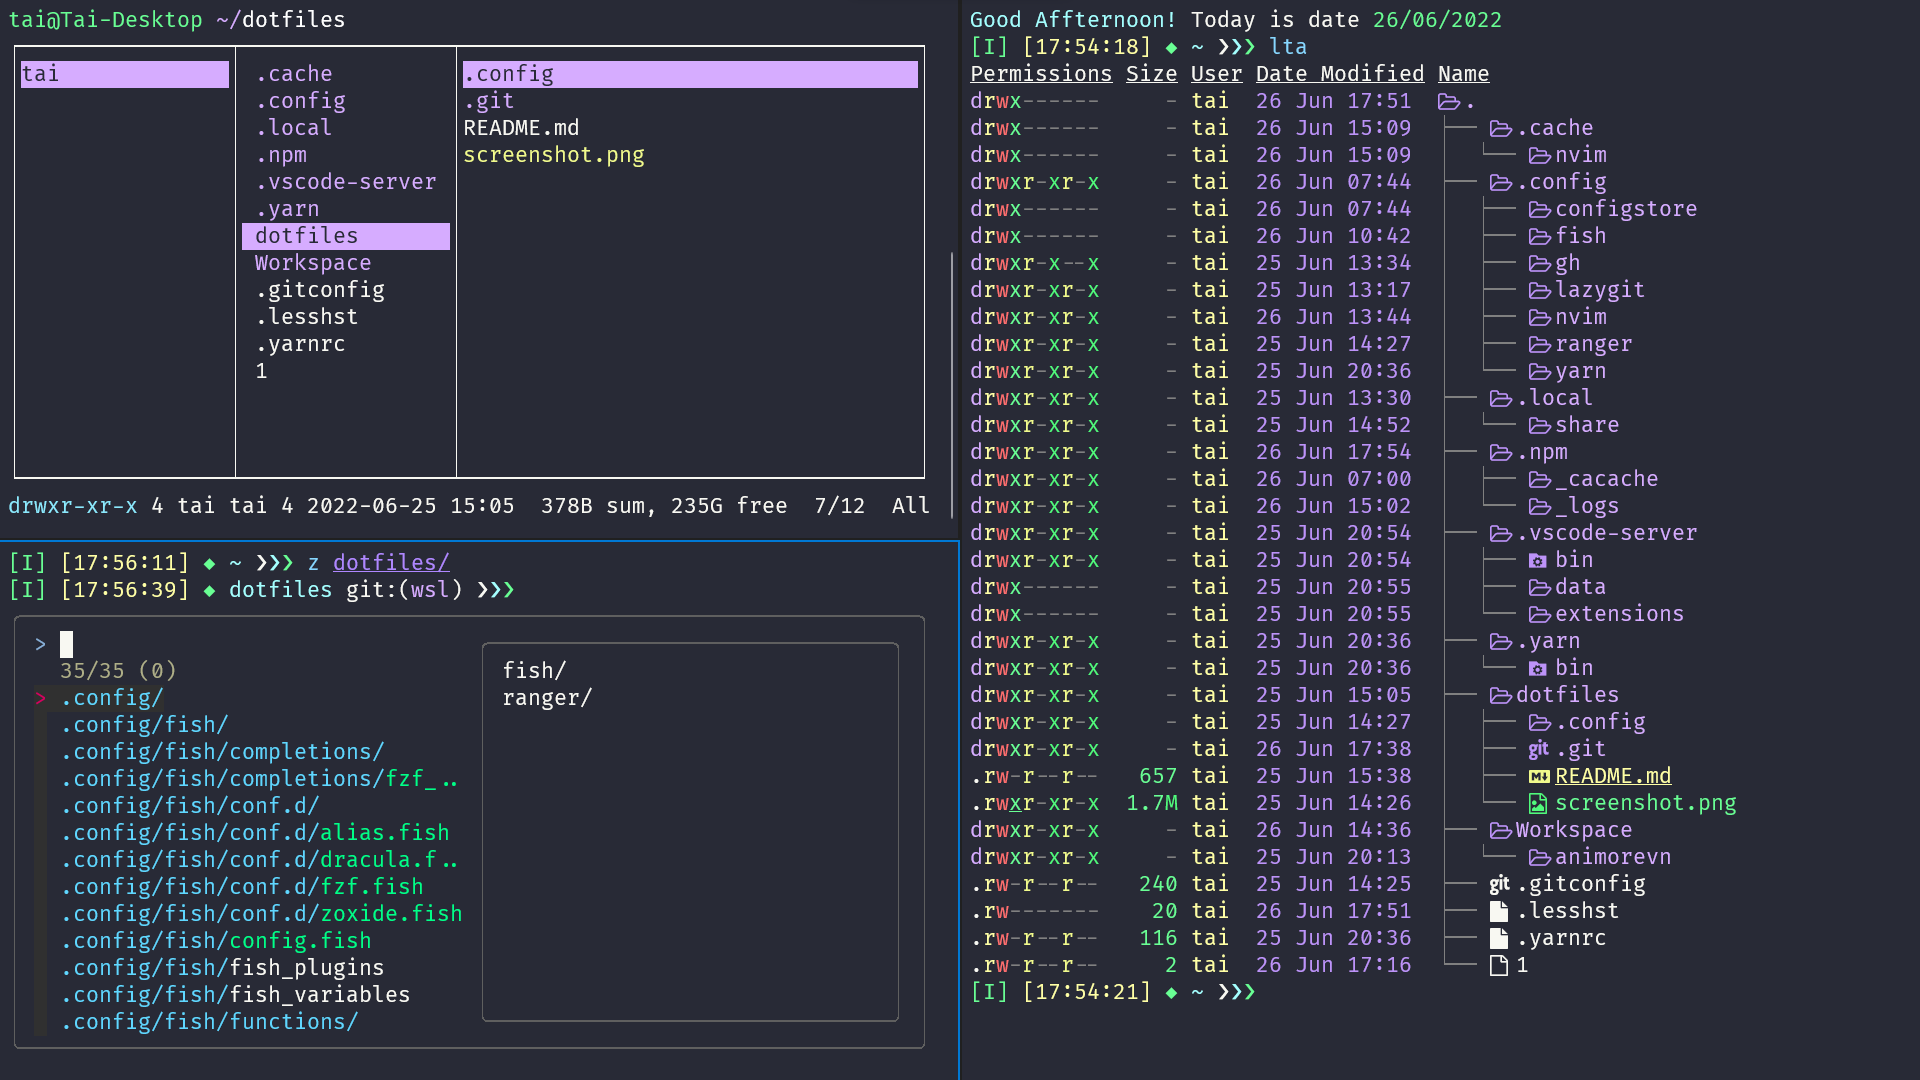 tai@Tai-Desktop ~/dotfiles
tai
.cache
.config
.local
.npm
.vscode-server
.yarn
dotfiles
Workspace
.gitconfig
.lesshst
.yarnrc
1
.config
.git
README.md
screenshot.png
drwxr-xr-x 4 tai tai 4 2022-06-25 15:05  378B sum, 235G free  7/12  All
[I] [17:56:11] ◆ ~ ❯❯❯ z dotfiles/
[I] [17:56:39] ◆ dotfiles git:(wsl) ❯❯❯
>
35/35 (0)
> .config/
.config/fish/
.config/fish/completions/
.config/fish/completions/fzf_..
.config/fish/conf.d/
.config/fish/conf.d/alias.fish
.config/fish/conf.d/dracula.f..
.config/fish/conf.d/fzf.fish
.config/fish/conf.d/zoxide.fish
.config/fish/config.fish
.config/fish/fish_plugins
.config/fish/fish_variables
.config/fish/functions/
fish/
ranger/
Good Affternoon! Today is date 26/06/2022
[I] [17:54:18] ◆ ~ ❯❯❯ lta
Permissions Size User Date Modified Name
drwx------ - tai 26 Jun 17:51 .
drwx------ - tai 26 Jun 15:09 .cache
drwx------ - tai 26 Jun 15:09 nvim
drwxr-xr-x - tai 26 Jun 07:44 .config
drwx------ - tai 26 Jun 07:44 configstore
drwx------ - tai 26 Jun 10:42 fish
drwxr-x--x - tai 25 Jun 13:34 gh
drwxr-xr-x - tai 25 Jun 13:17 lazygit
drwxr-xr-x - tai 26 Jun 13:44 nvim
drwxr-xr-x - tai 25 Jun 14:27 ranger
drwxr-xr-x - tai 25 Jun 20:36 yarn
drwxr-xr-x - tai 25 Jun 13:30 .local
drwxr-xr-x - tai 25 Jun 14:52 share
drwxr-xr-x - tai 26 Jun 17:54 .npm
drwxr-xr-x - tai 26 Jun 07:00 _cacache
drwxr-xr-x - tai 26 Jun 15:02 _logs
drwxr-xr-x - tai 25 Jun 20:54 .vscode-server
drwxr-xr-x - tai 25 Jun 20:54 bin
drwx------ - tai 25 Jun 20:55 data
drwx------ - tai 25 Jun 20:55 extensions
drwxr-xr-x - tai 25 Jun 20:36 .yarn
drwxr-xr-x - tai 25 Jun 20:36 bin
drwxr-xr-x - tai 25 Jun 15:05 dotfiles
drwxr-xr-x - tai 25 Jun 14:27 .config
drwxr-xr-x - tai 26 Jun 17:38 git .git
.rw-r--r-- 657 tai 25 Jun 15:38 README.md
.rwxr-xr-x 1.7M tai 25 Jun 14:26 screenshot.png
drwxr-xr-x - tai 26 Jun 14:36 Workspace
drwxr-xr-x - tai 25 Jun 20:13 animorevn
.rw-r--r-- 240 tai 25 Jun 14:25 git .gitconfig
.rw------- 20 tai 26 Jun 17:51 .lesshst
.rw-r--r-- 116 tai 25 Jun 20:36 .yarnrc
.rw-r--r-- 2 tai 26 Jun 17:16 1
[I] [17:54:21] ◆ ~ ❯❯❯